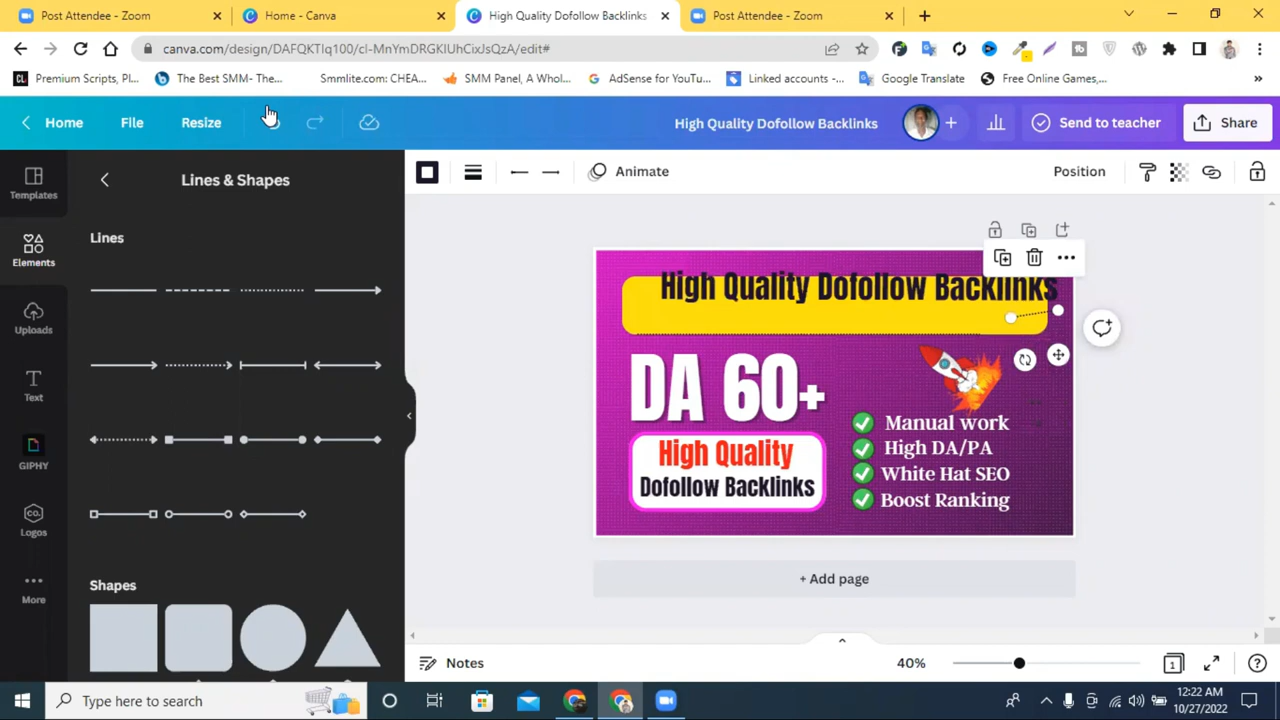 Post Attendee - Zoom
Home - Canva
High Quality Dofollow Backlinks
Post Attendee - Zoom
canva.com/design/DAFQKTIq100/cl-MnYmDRGKIUhCixJsQzA/edit#
Premium Scripts, Pl...
The Best SMM- The...
Smmlite.com: CHEA...
SMM Panel, A Whol...
AdSense for YouTu...
Linked accounts -...
Google Translate
Free Online Games,...
Home
File
Resize
High Quality Dofollow Backlinks
Send to teacher
Share
Templates
Elements
Uploads
Text
GIPHY
Logos
More
Lines & Shapes
Lines
Shapes
Animate
Position
High Quality Dofollow Backlinks
DA 60+
High Quality
Dofollow Backlinks
Manual work
High DA/PA
White Hat SEO
Boost Ranking
+ Add page
Notes
40%
1
Type here to search
12:22 AM
10/27/2022